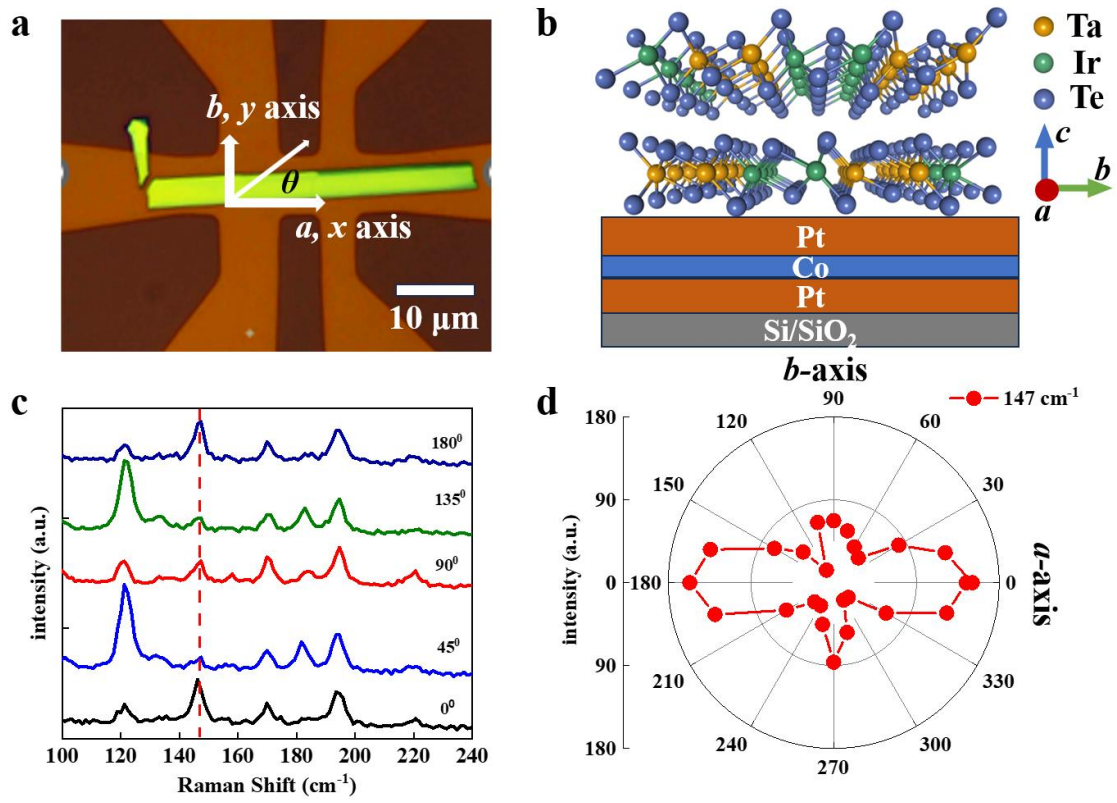 a
b, y axis
θ
a, x axis
10 μm
b
Ta
Ir
Te
c
b
a
Pt
Co
Pt
Si/SiO₂
c
intensity (a.u.)
180⁰
135⁰
90⁰
45⁰
0⁰
100 120 140 160 180 200 220 240
Raman Shift (cm⁻¹)
d
b-axis
147 cm⁻¹
a-axis
intensity (a.u.)
180
90
0
90
180
90
60
30
0
330
300
270
240
210
180
150
120